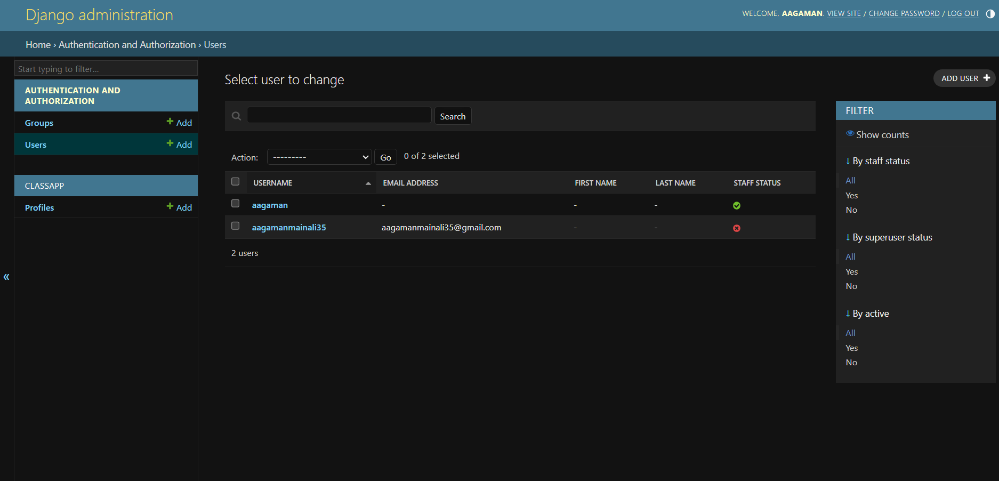 Django administration
WELCOME, AAGAMAN. VIEW SITE / CHANGE PASSWORD / LOG OUT
Home › Authentication and Authorization › Users
Start typing to filter...
AUTHENTICATION AND
AUTHORIZATION
Groups + Add
Users + Add
CLASSAPP
Profiles + Add
«
Select user to change
ADD USER +
Search
Action: --------- Go 0 of 2 selected
USERNAME EMAIL ADDRESS FIRST NAME LAST NAME STAFF STATUS
aagaman - - -
aagamanmainali35 aagamanmainali35@gmail.com - -
2 users
FILTER
Show counts
↓ By staff status
All
Yes
No
↓ By superuser status
All
Yes
No
↓ By active
All
Yes
No